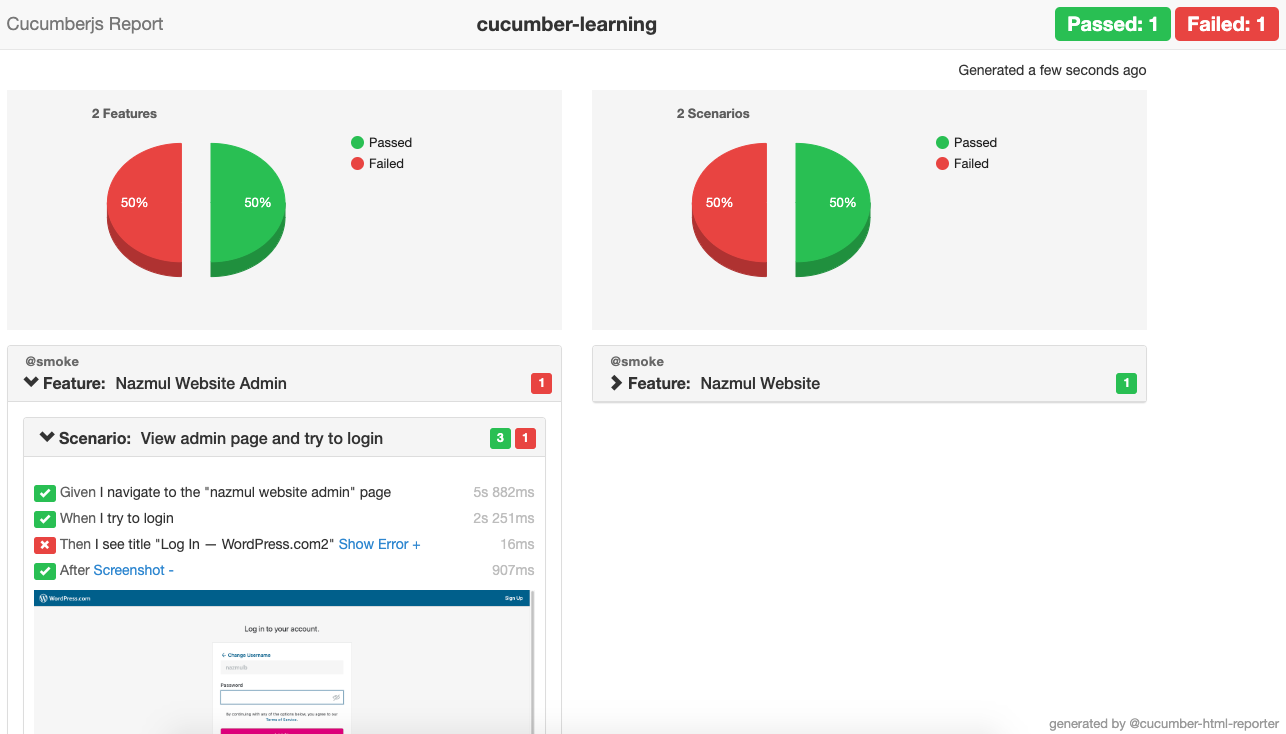 Cucumberjs Report
cucumber-learning
Passed: 1 Failed: 1
Generated a few seconds ago
2 Features
Passed
Failed
50%
50%
2 Scenarios
Passed
Failed
50%
50%
@smoke
Feature: Nazmul Website Admin
1
Scenario: View admin page and try to login
3 1
Given I navigate to the "nazmul website admin" page 5s 882ms
When I try to login 2s 251ms
Then I see title "Log In — WordPress.com2" Show Error + 16ms
After Screenshot - 907ms
WordPress.com Sign Up
Log in to your account.
← Change Username
Password
By continuing with any of the options below, you agree to our
Terms of Service.
@smoke
Feature: Nazmul Website
1
generated by @cucumber-html-reporter